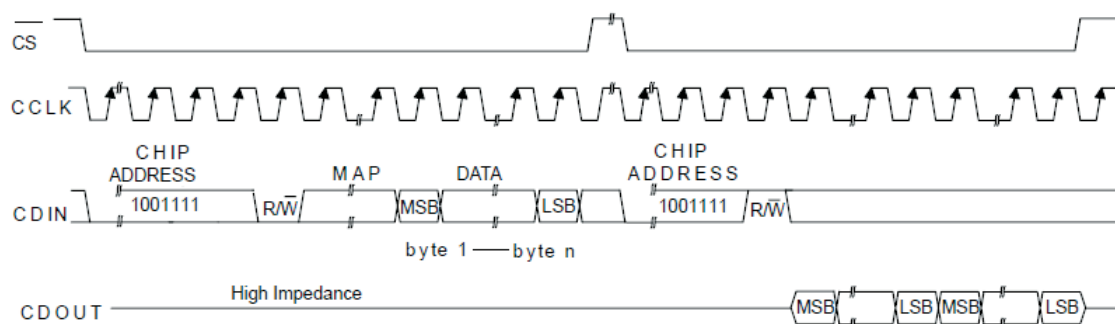 CS
CCLK
CHIP
ADDRESS
MAP
DATA
CHIP
ADDRESS
CDIN
1001111
R/W
MSB
LSB
1001111
R/W
byte 1 byte n
High Impedance
CDOUT
MSB
LSB
MSB
LSB